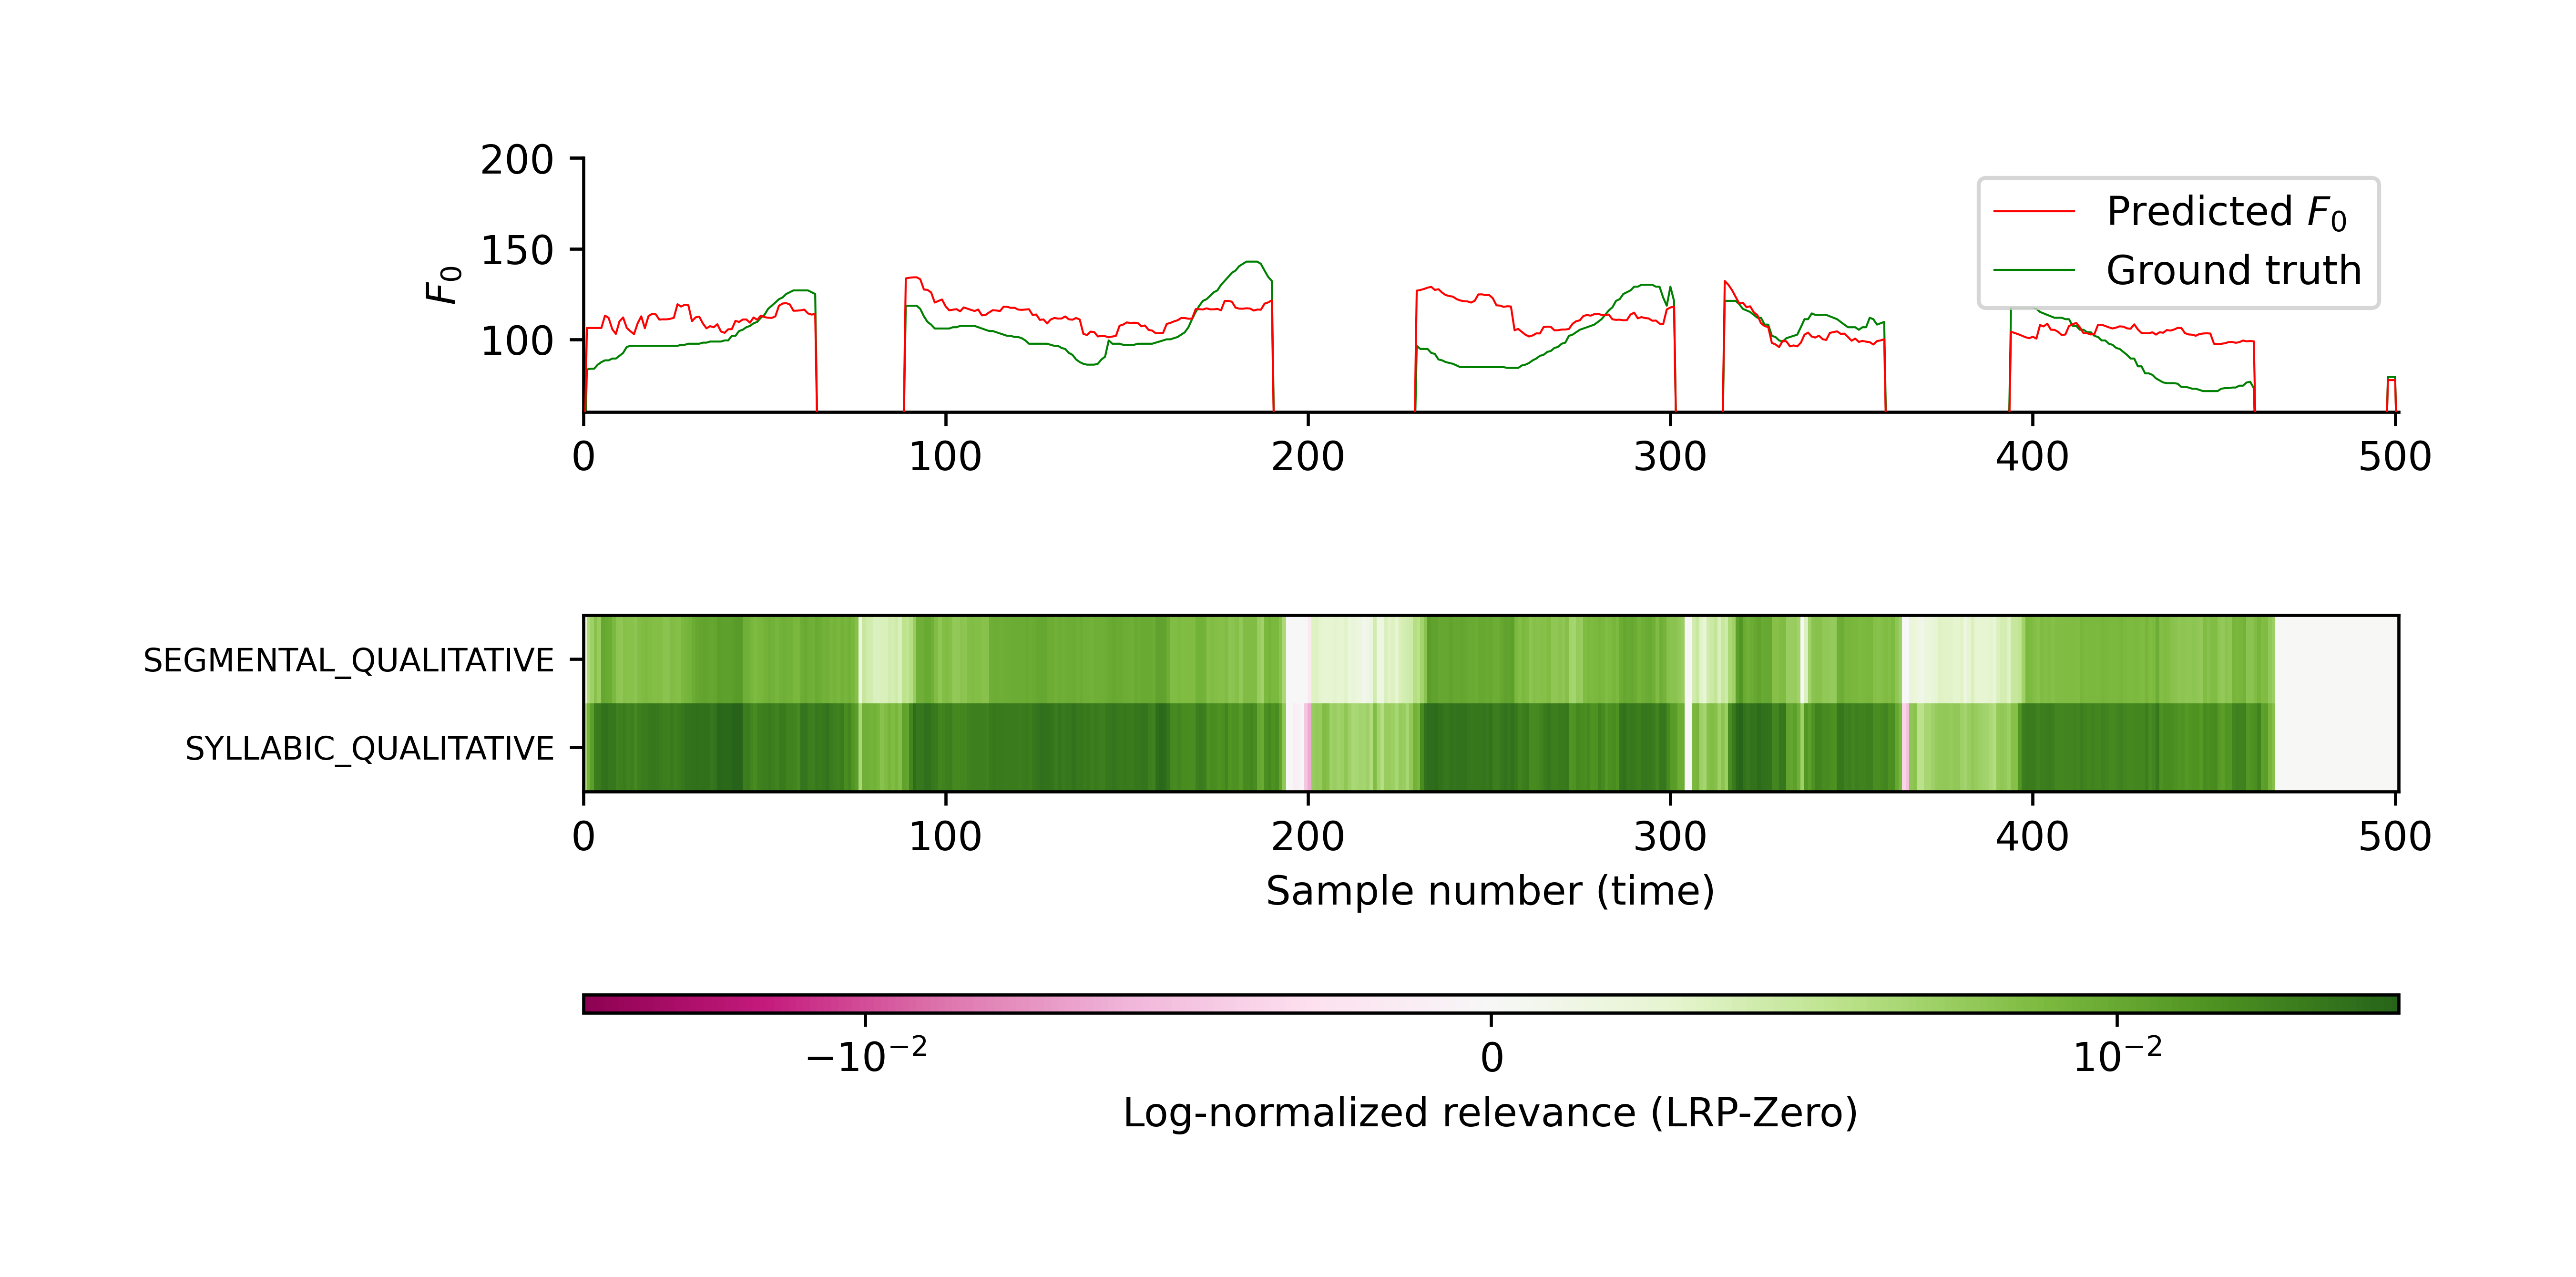 200
150
100
F₀
Predicted F₀
Ground truth
0 100 200 300 400 500
SEGMENTAL_QUALITATIVE
SYLLABIC_QUALITATIVE
0 100 200 300 400 500
Sample number (time)
−10⁻² 0 10⁻²
Log-normalized relevance (LRP-Zero)